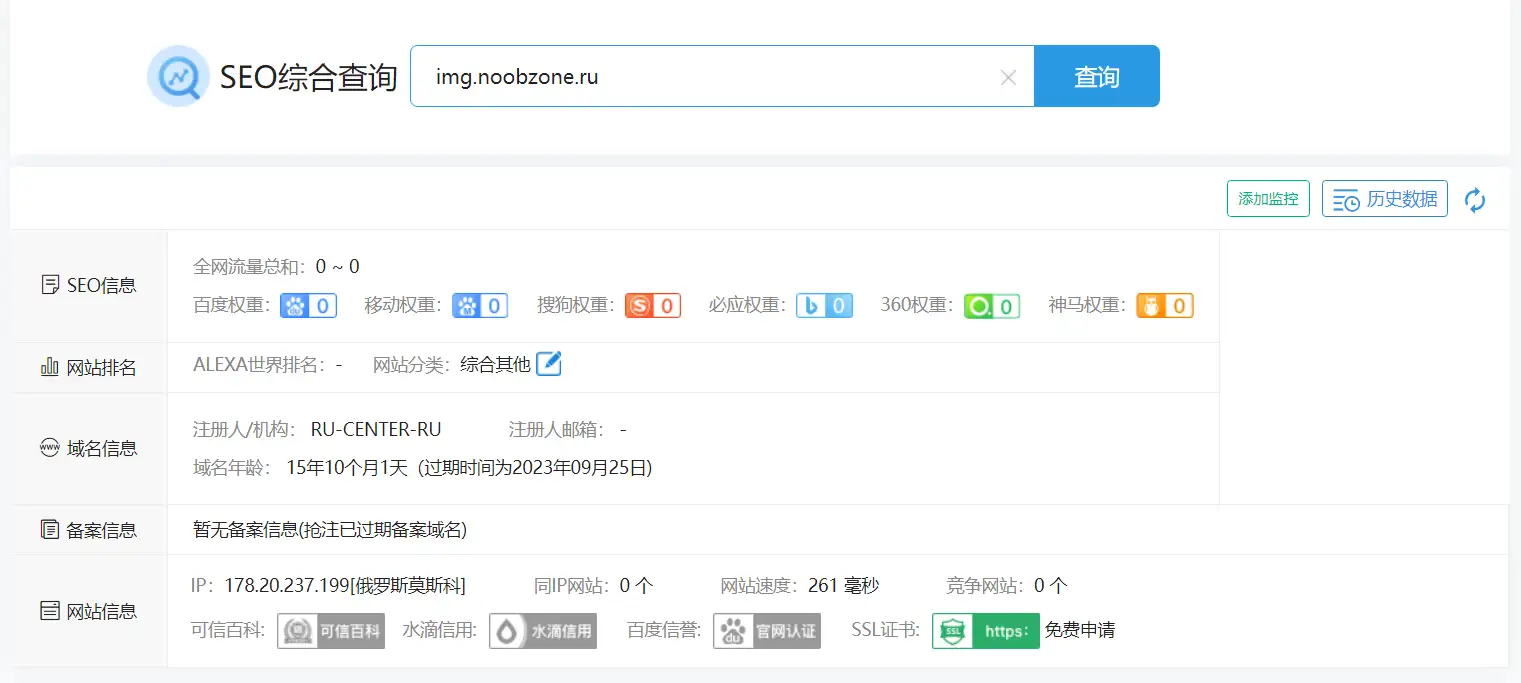 SEO综合查询 img.noobzone.ru 查询
添加监控 历史数据
SEO信息
全网流量总和：0 ~ 0
百度权重： 0 移动权重： 0 搜狗权重： 0 必应权重： 0 360权重： 0 神马权重： 0
网站排名 ALEXA世界排名：- 网站分类：综合其他
域名信息
注册人/机构： RU-CENTER-RU 注册人邮箱： -
域名年龄： 15年10个月1天（过期时间为2023年09月25日）
备案信息 暂无备案信息(抢注已过期备案域名)
网站信息
IP：178.20.237.199[俄罗斯莫斯科] 同IP网站：0 个 网站速度：261 毫秒 竞争网站：0 个
可信百科： 可信百科 水滴信用： 水滴信用 百度信誉： du 官网认证 SSL证书： SSL https: 免费申请